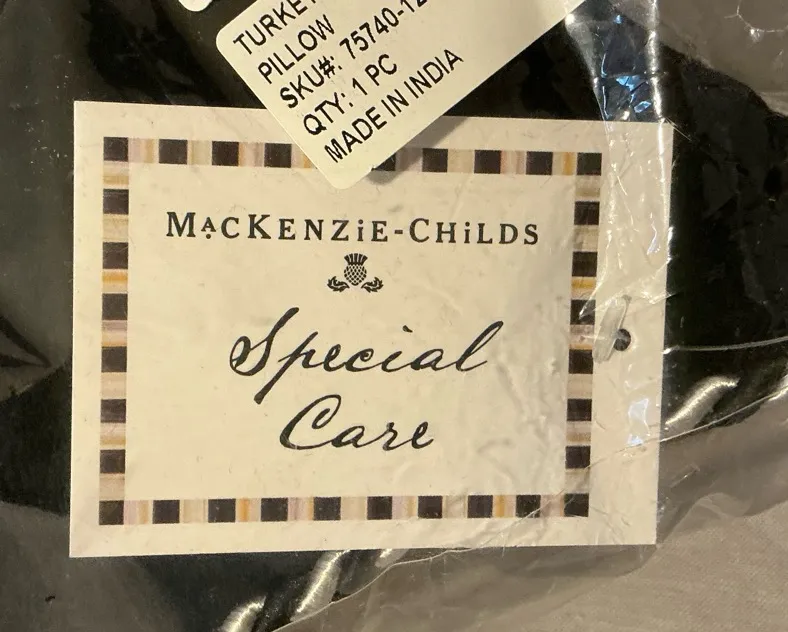 PILLOW
SKU#: 75740-12
QTY: 1 PC
MADE IN INDIA
MACKENZiE-CHiLDS
Special
Care